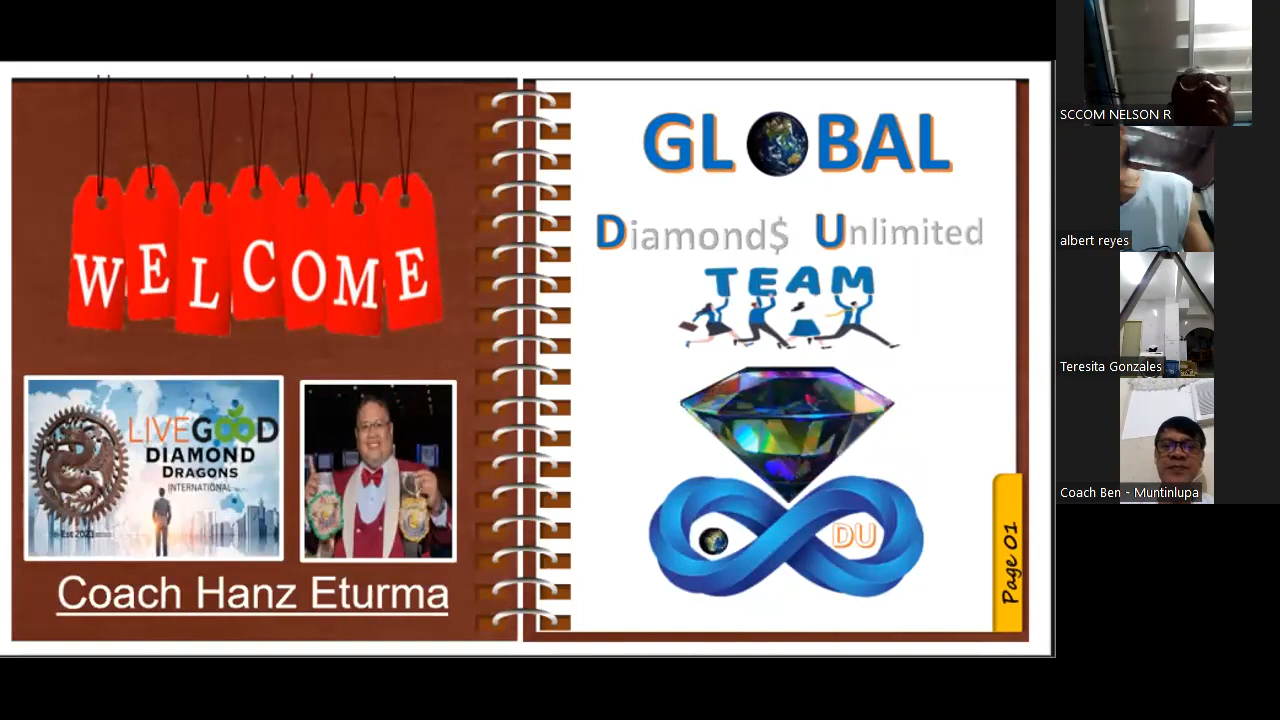 WELCOME
LIVEGOOD
DIAMOND
DRAGONS
INTERNATIONAL
Est 2021
Coach Hanz Eturma
GLOBAL
Diamond$ Unlimited
TEAM
DU
Page 01
SCCOM NELSON R
albert reyes
Teresita Gonzales
Coach Ben - Muntinlupa